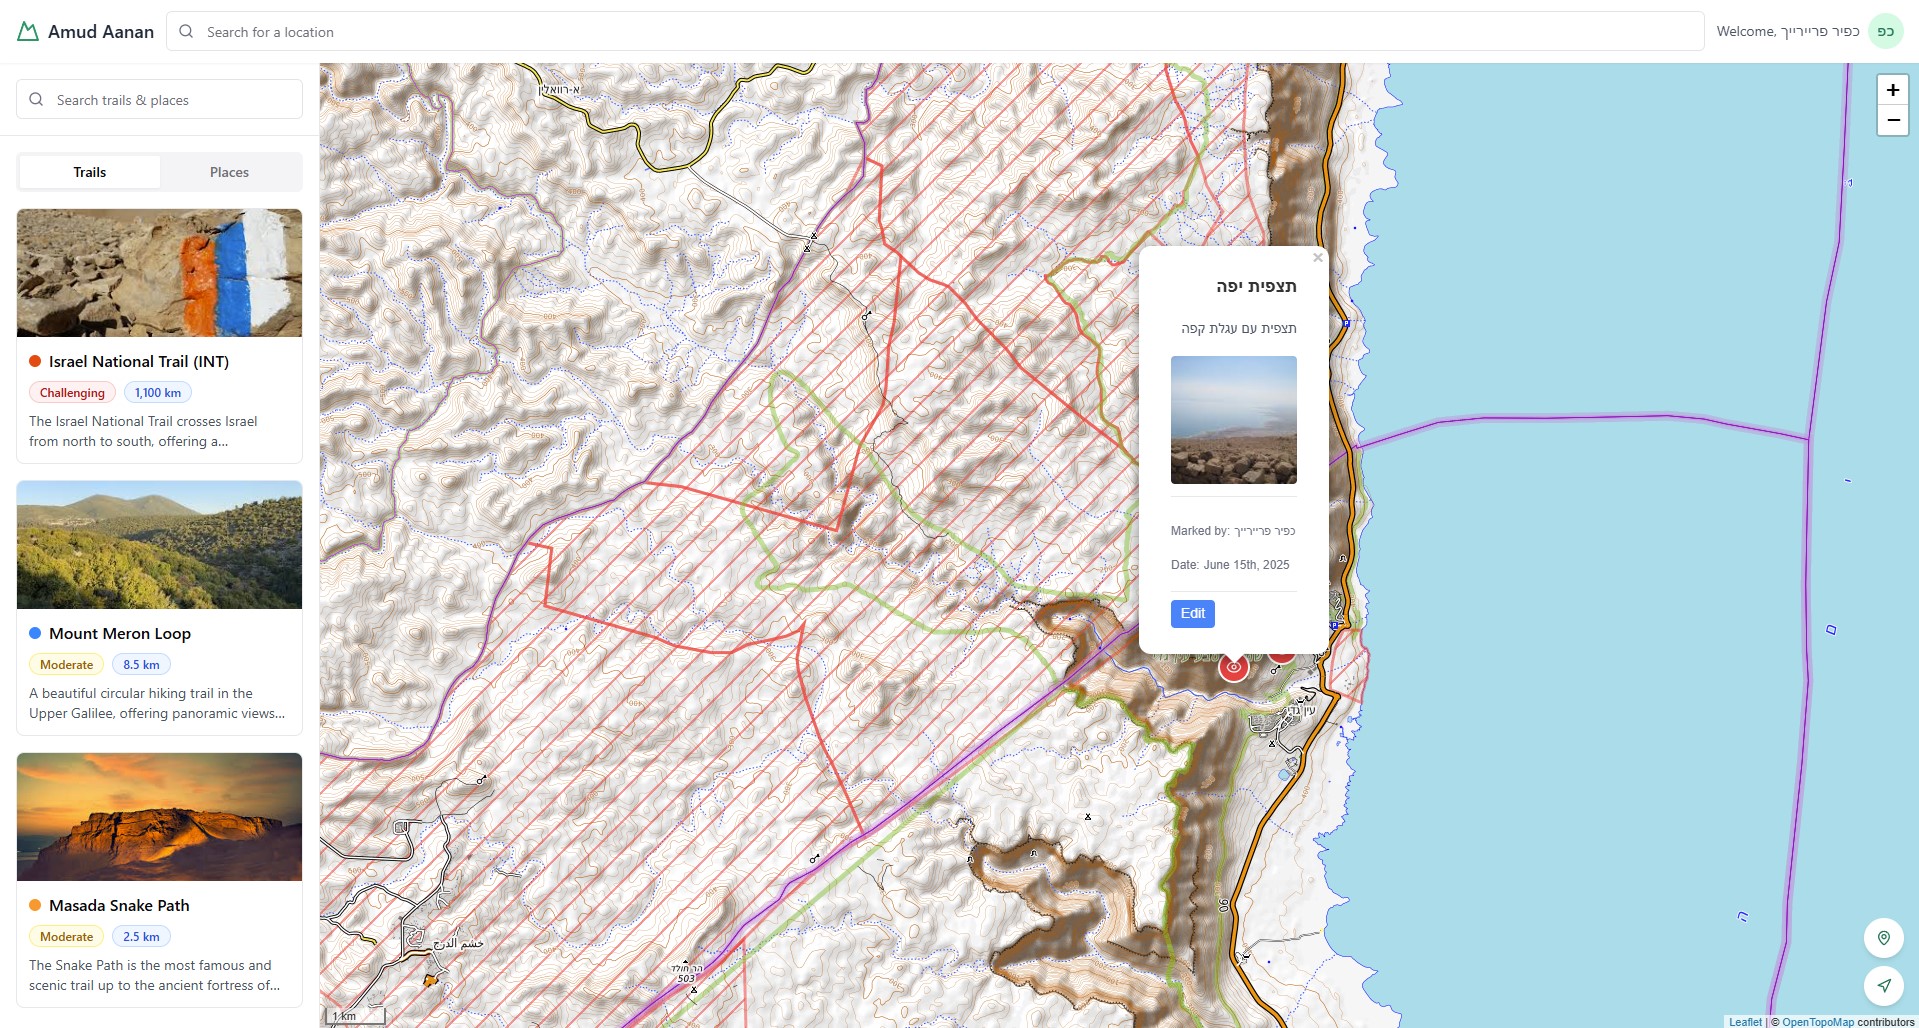 Amud Aanan
Search for a location
Welcome, כפיר פריירייך
כפ
Search trails & places
Trails
Places
Israel National Trail (INT)
Challenging
1,100 km
The Israel National Trail crosses Israel
from north to south, offering a...
Mount Meron Loop
Moderate
8.5 km
A beautiful circular hiking trail in the
Upper Galilee, offering panoramic views...
Masada Snake Path
Moderate
2.5 km
The Snake Path is the most famous and
scenic trail up to the ancient fortress of...
א-רוואעין
+
−
×
תצפית יפה
תצפית עם עגלת קפה
Marked by: כפיר פריירייך
Date: June 15th, 2025
Edit
עין גדי
90
خشم الدرج
הר חולד
503
1 km
Leaflet | © OpenTopoMap contributors